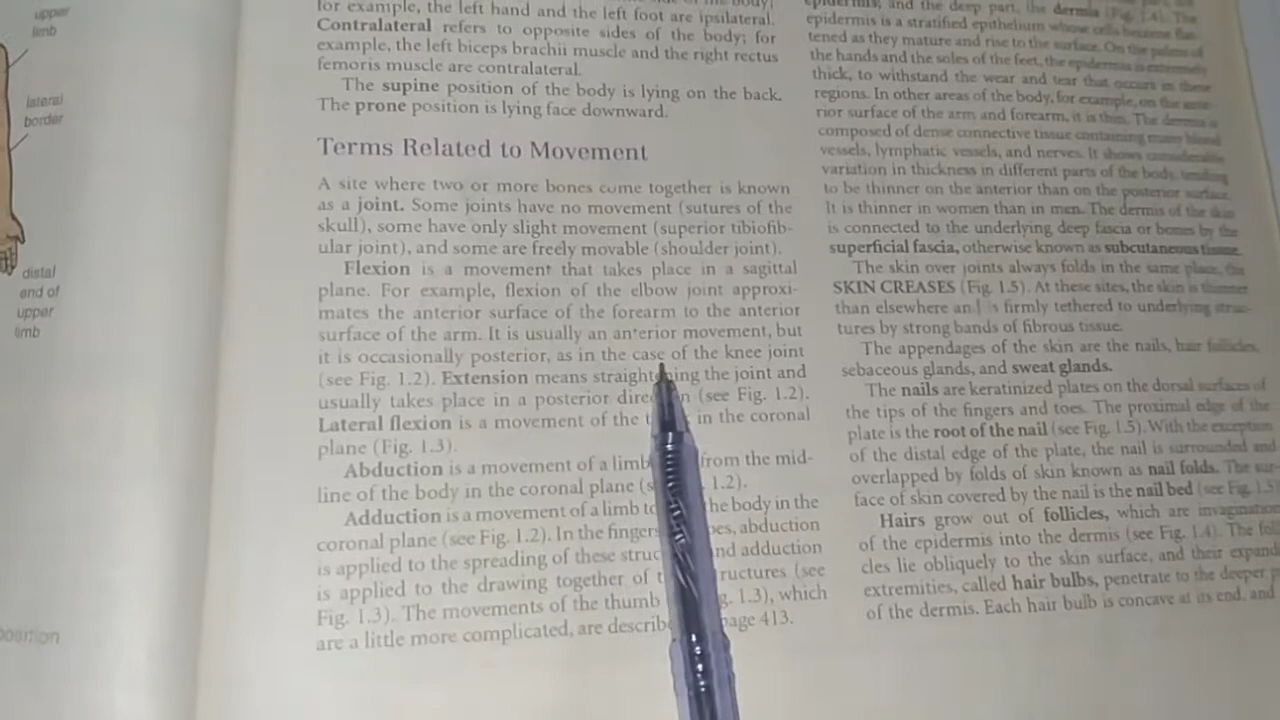 upper
limb
lateral
border
distal
end of
upper
limb
position
for example, the left hand and the left foot are ipsilateral.
Contralateral refers to opposite sides of the body; for
example, the left biceps brachii muscle and the right rectus
femoris muscle are contralateral.
The supine position of the body is lying on the back.
The prone position is lying face downward.
Terms Related to Movement
A site where two or more bones come together is known
as a joint. Some joints have no movement (sutures of the
skull), some have only slight movement (superior tibiofib-
ular joint), and some are freely movable (shoulder joint).
Flexion is a movement that takes place in a sagittal
plane. For example, flexion of the elbow joint approxi-
mates the anterior surface of the forearm to the anterior
surface of the arm. It is usually an anterior movement, but
it is occasionally posterior, as in the case of the knee joint
(see Fig. 1.2). Extension means straightening the joint and
usually takes place in a posterior direction (see Fig. 1.2).
Lateral flexion is a movement of the in the coronal
plane (Fig. 1.3).
Abduction is a movement of a limb from the mid-
line of the body in the coronal plane 1.2).
Adduction is a movement of a limb the body in the
coronal plane (see Fig. 1.2). In the fingers abduction
is applied to the spreading of these and adduction
is applied to the drawing together of (see
Fig. 1.3). The movements of the thumb 1.3), which
are a little more complicated, are page 413.
epidermis, and the deep part, the dermis (Fig. 1.4). The
epidermis is a stratified epithelium whose cells become flat-
tened as they mature and rise to the surface. On the palms of
the hands and the soles of the feet, the epidermis is extremely
thick, to withstand the wear and tear that occurs in these
regions. In other areas of the body, for example, on the ante-
rior surface of the arm and forearm, it is thin. The dermis is
composed of dense connective tissue containing many blood
vessels, lymphatic vessels, and nerves. It shows considerable
variation in thickness in different parts of the body, tending
to be thinner on the anterior than on the posterior surface.
It is thinner in women than in men. The dermis of the skin
is connected to the underlying deep fascia or bones by the
superficial fascia, otherwise known as subcutaneous tissue.
The skin over joints always folds in the same place, the
SKIN CREASES (Fig. 1.5). At these sites, the skin is thinner
than elsewhere and is firmly tethered to underlying struc-
tures by strong bands of fibrous tissue.
The appendages of the skin are the nails, hair follicles,
sebaceous glands, and sweat glands.
The nails are keratinized plates on the dorsal surfaces of
the tips of the fingers and toes. The proximal edge of the
plate is the root of the nail (see Fig. 1.5). With the exception
of the distal edge of the plate, the nail is surrounded and
overlapped by folds of skin known as nail folds. The sur-
face of skin covered by the nail is the nail bed (see Fig. 1.5)
Hairs grow out of follicles, which are invagination
of the epidermis into the dermis (see Fig. 1.4). The fol
cles lie obliquely to the skin surface, and their expand
extremities, called hair bulbs, penetrate to the deeper
of the dermis. Each hair bulb is concave at its end, and